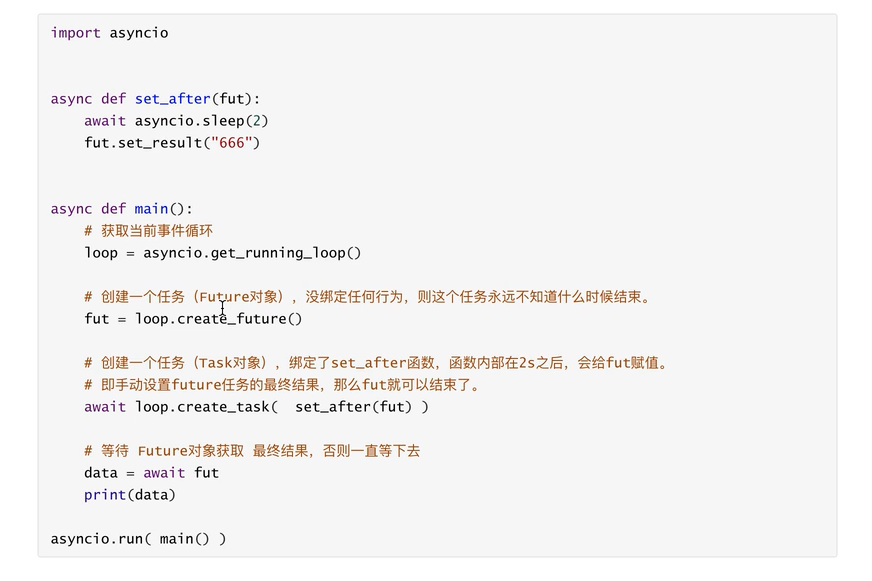 import asyncio
async def set_after(fut):
    await asyncio.sleep(2)
    fut.set_result("666")
async def main():
    # 获取当前事件循环
    loop = asyncio.get_running_loop()
    # 创建一个任务（Future对象），没绑定任何行为，则这个任务永远不知道什么时候结束。
    fut = loop.create_future()
    # 创建一个任务（Task对象），绑定了set_after函数，函数内部在2s之后，会给fut赋值。
    # 即手动设置future任务的最终结果，那么fut就可以结束了。
    await loop.create_task(  set_after(fut) )
    # 等待 Future对象获取 最终结果，否则一直等下去
    data = await fut
    print(data)
asyncio.run( main() )